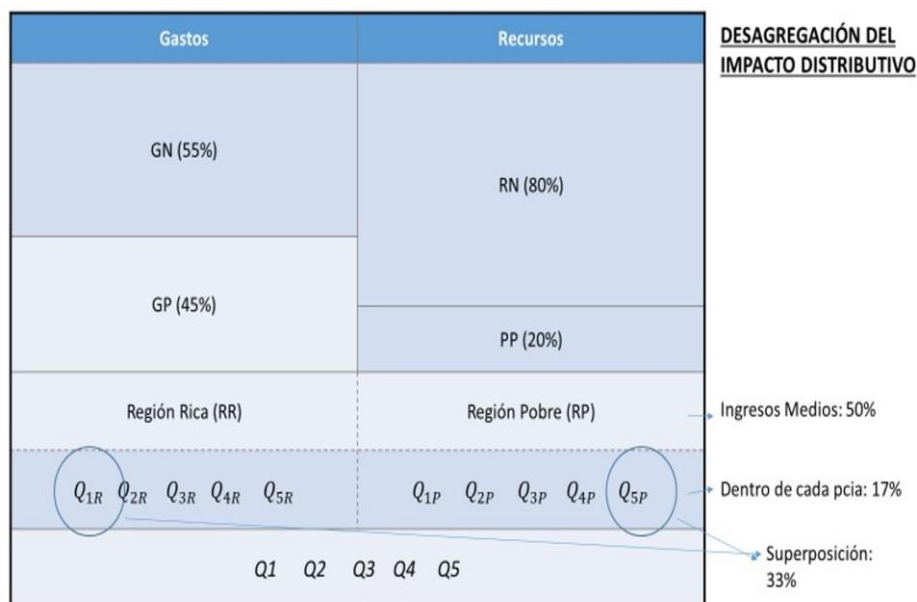 Gastos
Recursos
DESAGREGACIÓN DEL
IMPACTO DISTRIBUTIVO
GN (55%)
RN (80%)
GP (45%)
PP (20%)
Región Rica (RR)
Región Pobre (RP)
Ingresos Medios: 50%
Q1R Q2R Q3R Q4R Q5R
Q1P Q2P Q3P Q4P Q5P
Dentro de cada pcia: 17%
Superposición:
33%
Q1 Q2 Q3 Q4 Q5